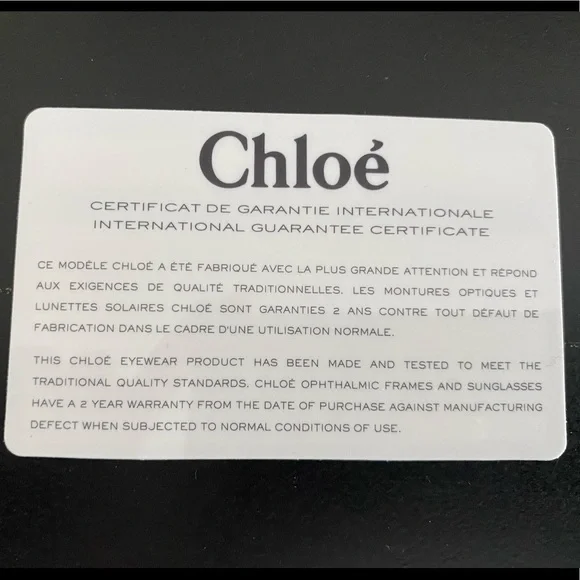 Chloé
CERTIFICAT DE GARANTIE INTERNATIONALE
INTERNATIONAL GUARANTEE CERTIFICATE
CE MODÈLE CHLOÉ A ÉTÉ FABRIQUÉ AVEC LA PLUS GRANDE ATTENTION ET RÉPOND
AUX EXIGENCES DE QUALITÉ TRADITIONNELLES. LES MONTURES OPTIQUES ET
LUNETTES SOLAIRES CHLOÉ SONT GARANTIES 2 ANS CONTRE TOUT DÉFAUT DE
FABRICATION DANS LE CADRE D'UNE UTILISATION NORMALE.
THIS CHLOÉ EYEWEAR PRODUCT HAS BEEN MADE AND TESTED TO MEET THE
TRADITIONAL QUALITY STANDARDS. CHLOÉ OPHTHALMIC FRAMES AND SUNGLASSES
HAVE A 2 YEAR WARRANTY FROM THE DATE OF PURCHASE AGAINST MANUFACTURING
DEFECT WHEN SUBJECTED TO NORMAL CONDITIONS OF USE.